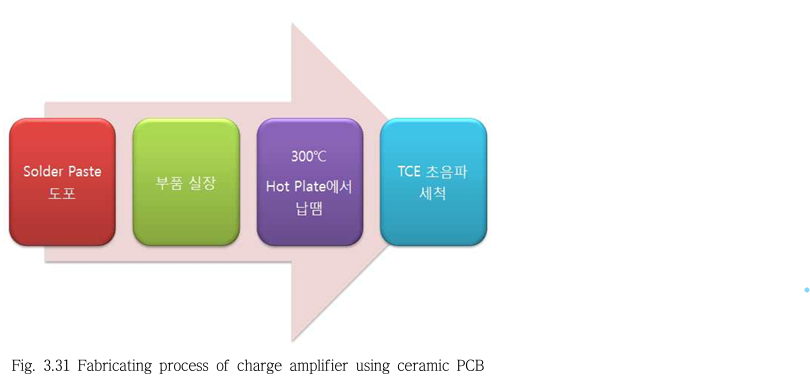 Solder Paste
도포
부품 실장
300℃
Hot Plate에서
납땜
TCE 초음파
세척
Fig. 3.31 Fabricating process of charge amplifier using ceramic PCB